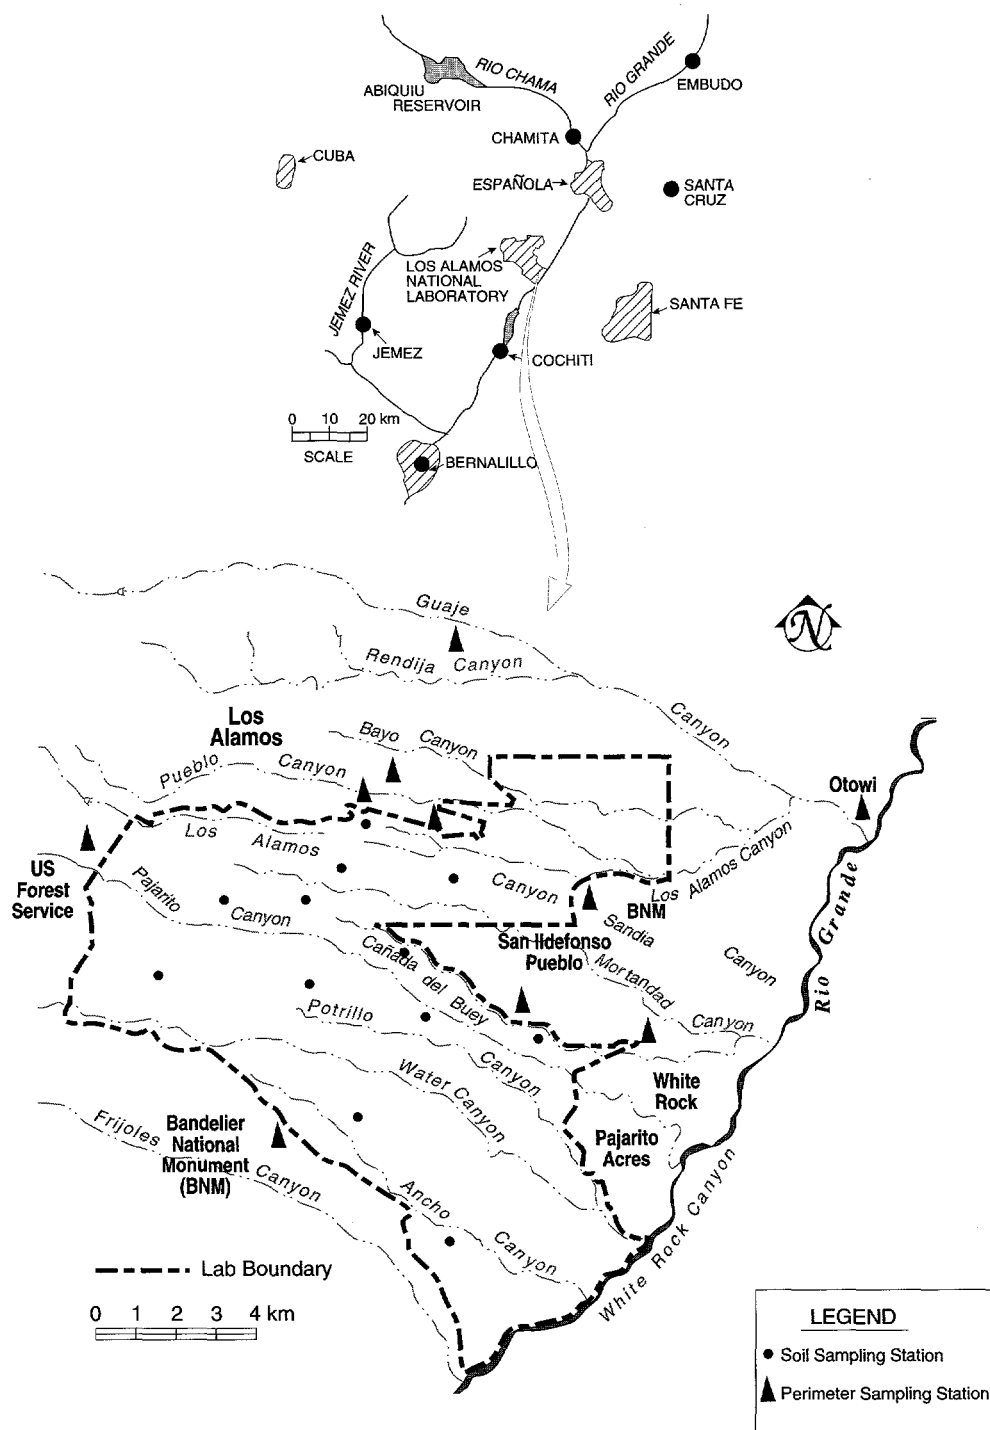 RIO CHAMA
RIO GRANDE
ABIQUIU
RESERVOIR
EMBUDO
CHAMITA
CUBA
ESPAÑOLA
SANTA
CRUZ
JEMEZ RIVER
LOS ALAMOS
NATIONAL
LABORATORY
SANTA FE
JEMEZ
COCHITI
0 10 20 km
SCALE
BERNALILLO
Guaje
N
Rendija Canyon
Canyon
Los
Alamos
Bayo Canyon
Pueblo Canyon
Otowi
Los Alamos
Canyon
Los Alamos Canyon
US
Forest
Service
Pajarito
Canyon
BNM
Sandia
Canyon
Rio Grande
San Ildefonso
Pueblo
Cañada del Buey
Mortandad
Canyon
Potrillo
Canyon
Water Canyon
White
Rock
Pajarito
Acres
Frijoles
Canyon
Bandelier
National
Monument
(BNM)
Ancho
Canyon
White Rock Canyon
Lab Boundary
0 1 2 3 4 km
LEGEND
Soil Sampling Station
Perimeter Sampling Station